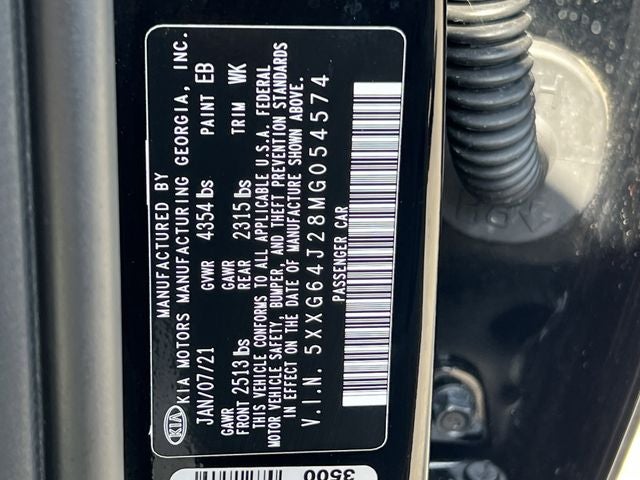 MANUFACTURED BY
KIA KIA MOTORS MANUFACTURING GEORGIA, INC.
JAN/07/21 GVWR 4354 lbs PAINT EB
GAWR FRONT 2513 lbs GAWR REAR 2315 lbs TRIM WK
THIS VEHICLE CONFORMS TO ALL APPLICABLE U.S.A. FEDERAL
MOTOR VEHICLE SAFETY, BUMPER, AND THEFT PREVENTION STANDARDS
IN EFFECT ON THE DATE OF MANUFACTURE SHOWN ABOVE.
V.I.N. 5XXG64J28MG054574
PASSENGER CAR
3500